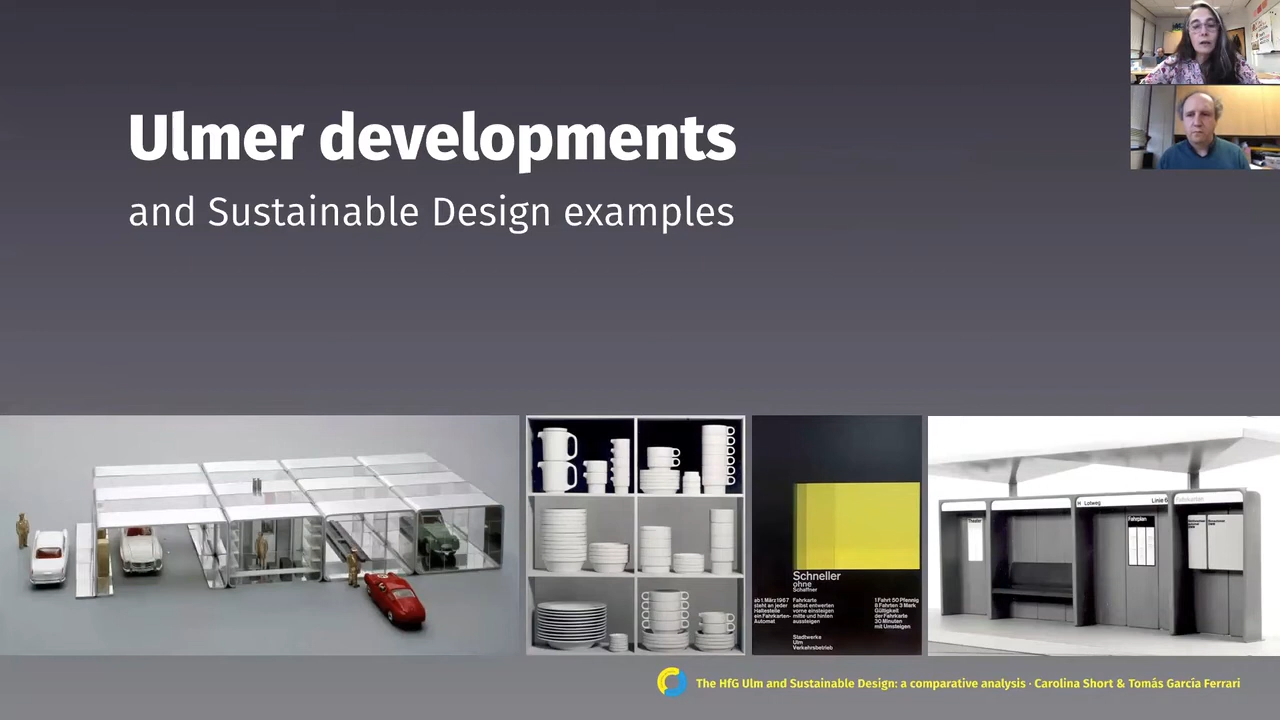 Ulmer developments
and Sustainable Design examples
Schneller
ohne
Schaffner
ab 1. März 1967
steht an jeder
Haltestelle
ein Fahrkarten-
Automat
Fahrkarte
selbst entwerten
vorne einsteigen
mitte und hinten
aussteigen
1 Fahrt 50 Pfennig
8 Fahrten 3 Mark
Gültigkeit
der Fahrkarte
30 Minuten
mit Umsteigen
Stadtwerke
Ulm
Verkehrsbetrieb
Theater
H Lotweg
Linie 6
Fahrkarten
Fahrplan
The HfG Ulm and Sustainable Design: a comparative analysis · Carolina Short & Tomás García Ferrari